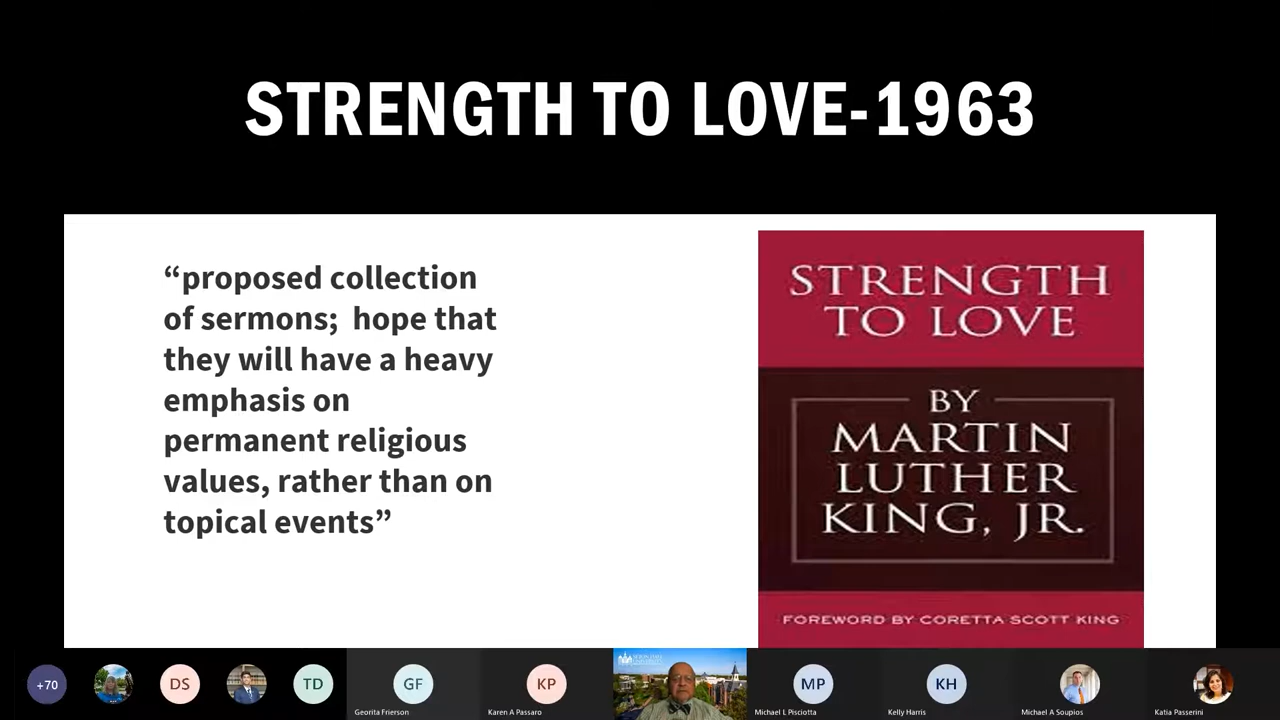 STRENGTH TO LOVE-1963
“proposed collection
of sermons;  hope that
they will have a heavy
emphasis on
permanent religious
values, rather than on
topical events”
STRENGTH
TO LOVE
BY
MARTIN
LUTHER
KING, JR.
FOREWORD BY CORETTA SCOTT KING
+70
DS
TD
GF
Georita Frierson
KP
Karen A Passaro
MP
Michael L Pisciotta
KH
Kelly Harris
Michael A Soupios
Katia Passerini